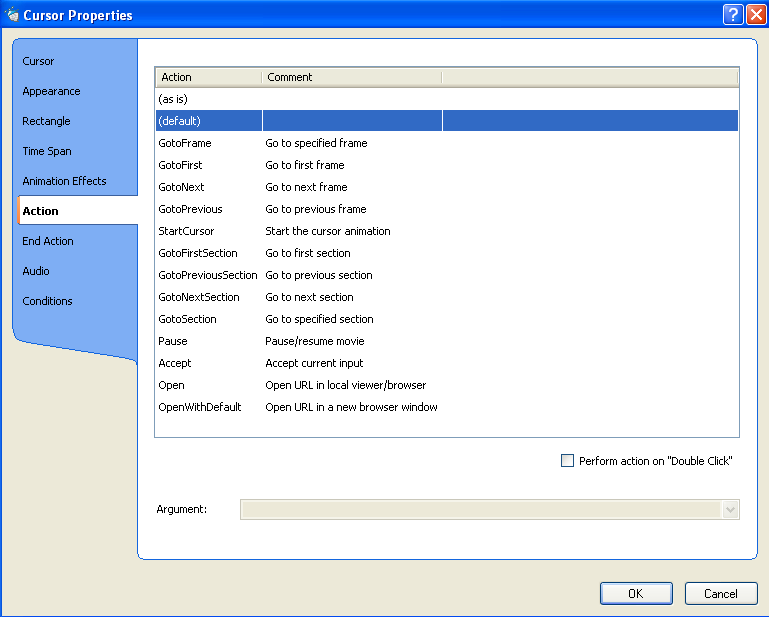 Cursor Properties
Cursor
Appearance
Rectangle
Time Span
Animation Effects
Action
End Action
Audio
Conditions
Action Comment
(as is)
(default)
GotoFrame Go to specified frame
GotoFirst Go to first frame
GotoNext Go to next frame
GotoPrevious Go to previous frame
StartCursor Start the cursor animation
GotoFirstSection Go to first section
GotoPreviousSection Go to previous section
GotoNextSection Go to next section
GotoSection Go to specified section
Pause Pause/resume movie
Accept Accept current input
Open Open URL in local viewer/browser
OpenWithDefault Open URL in a new browser window
Perform action on "Double Click"
Argument:
OK Cancel